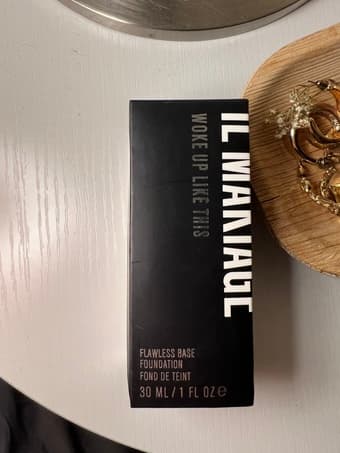 IL MAKIAGE
WOKE UP LIKE THIS
FLAWLESS BASE
FOUNDATION
FOND DE TEINT
30 ML/1 FL OZ℮